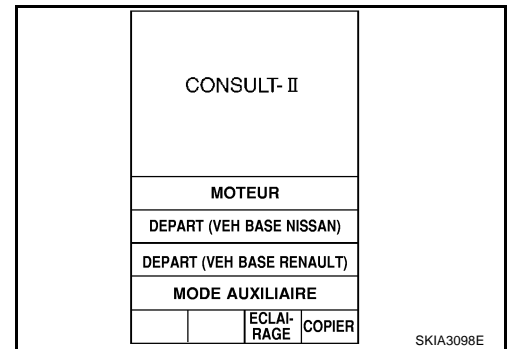 CONSULT-II
MOTEUR
DEPART (VEH BASE NISSAN)
DEPART (VEH BASE RENAULT)
MODE AUXILIAIRE
ECLAI-
RAGE
COPIER
SKIA3098E